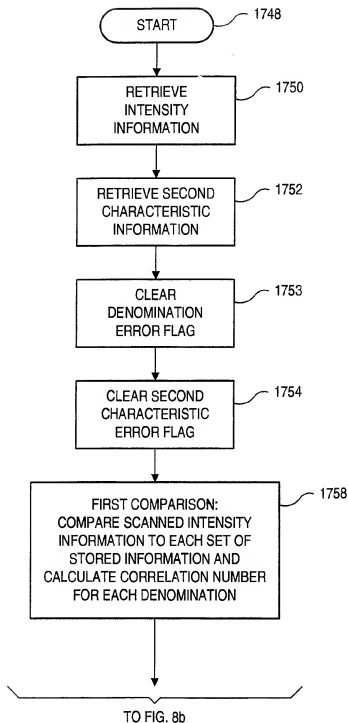 START
1748
RETRIEVE
INTENSITY
INFORMATION
1750
RETRIEVE SECOND
CHARACTERISTIC
INFORMATION
1752
CLEAR
DENOMINATION
ERROR FLAG
1753
CLEAR SECOND
CHARACTERISTIC
ERROR FLAG
1754
FIRST COMPARISON:
COMPARE SCANNED INTENSITY
INFORMATION TO EACH SET OF
STORED INFORMATION AND
CALCULATE CORRELATION NUMBER
FOR EACH DENOMINATION
1758
TO FIG. 8b